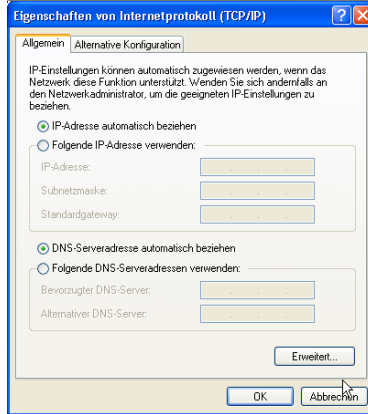 Eigenschaften von Internetprotokoll (TCP/IP)
Allgemein
Alternative Konfiguration
IP-Einstellungen können automatisch zugewiesen werden, wenn das
Netzwerk diese Funktion unterstützt. Wenden Sie sich andernfalls an
den Netzwerkadministrator, um die geeigneten IP-Einstellungen zu
beziehen.
IP-Adresse automatisch beziehen
Folgende IP-Adresse verwenden:
IP-Adresse:
Subnetzmaske:
Standardgateway:
DNS-Serveradresse automatisch beziehen
Folgende DNS-Serveradressen verwenden:
Bevorzugter DNS-Server:
Alternativer DNS-Server:
Erweitert...
OK
Abbrechen